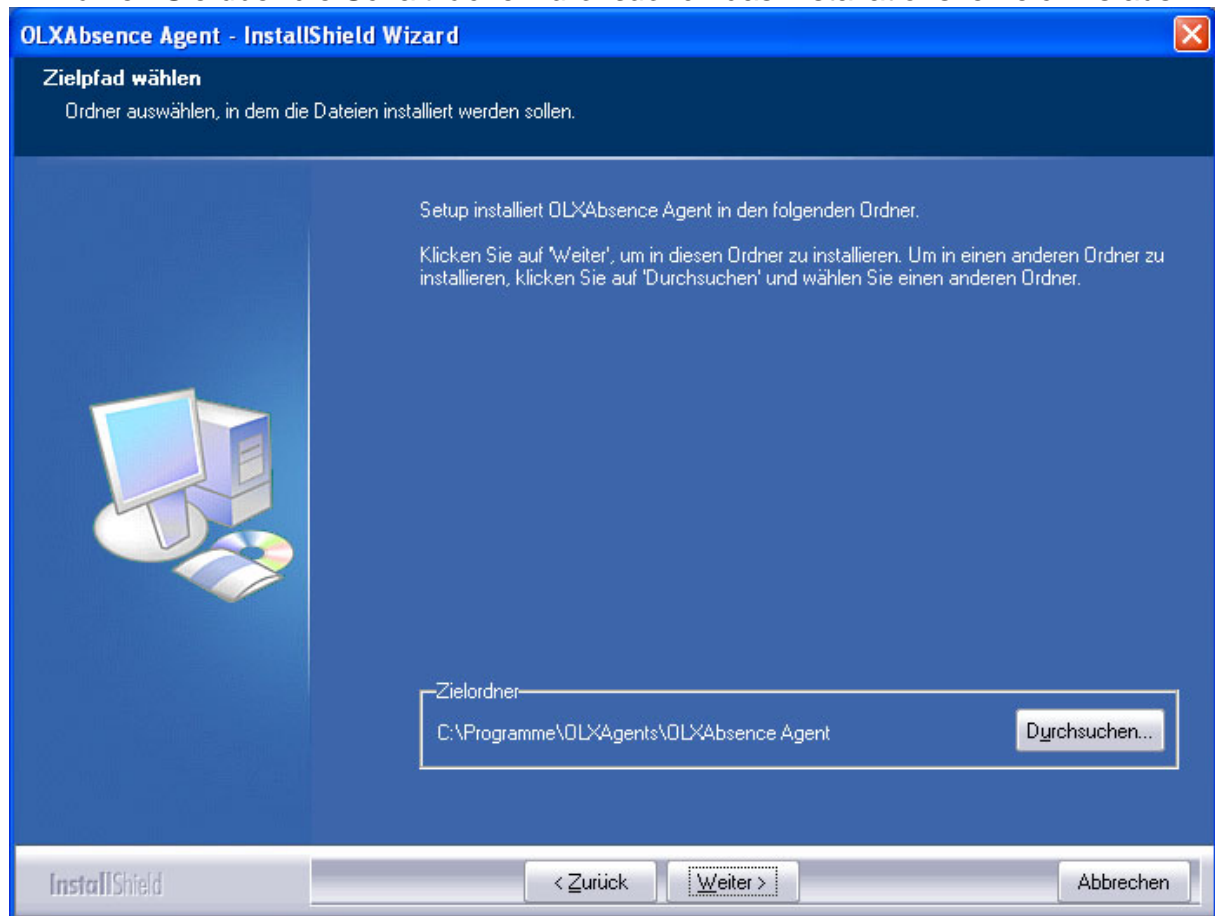 OLXAbsence Agent - InstallShield Wizard
Zielpfad wählen
Ordner auswählen, in dem die Dateien installiert werden sollen.
Setup installiert OLXAbsence Agent in den folgenden Ordner.
Klicken Sie auf 'Weiter', um in diesen Ordner zu installieren. Um in einen anderen Ordner zu
installieren, klicken Sie auf 'Durchsuchen' und wählen Sie einen anderen Ordner.
Zielordner
C:\Programme\OLXAgents\OLXAbsence Agent
Durchsuchen...
InstallShield
< Zurück
Weiter >
Abbrechen